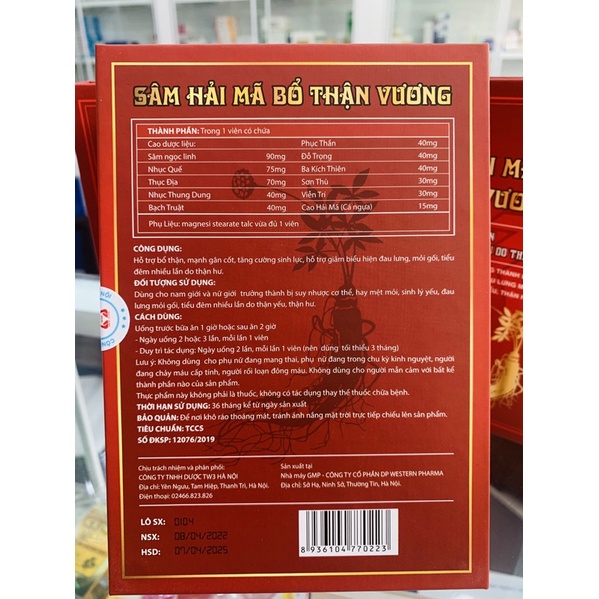 SÂM HẢI MÃ BỔ THẬN VƯƠNG
THÀNH PHẦN: Trong 1 viên có chứa
Cao dược liệu:
Sâm ngọc linh 90mg
Nhục Quế 75mg
Thục Địa 70mg
Nhục Thung Dung 40mg
Bạch Truật 40mg
Phục Thần 40mg
Đỗ Trọng 40mg
Ba Kích Thiên 40mg
Sơn Thù 30mg
Viễn Trí 30mg
Cao Hải Mã (Cá ngựa) 15mg
Phụ Liệu: magnesi stearate talc vừa đủ 1 viên
CÔNG DỤNG:
Hỗ trợ bổ thận, mạnh gân cốt, tăng cường sinh lực, hỗ trợ giảm biểu hiện đau lưng, mỏi gối, tiểu
đêm nhiều lần do thận hư.
ĐỐI TƯỢNG SỬ DỤNG:
Dùng cho nam giới và nữ giới trưởng thành bị suy nhược cơ thể, hay mệt mỏi, sinh lý yếu, đau
lưng mỏi gối, tiểu đêm nhiều lần do thận yếu, thận hư.
CÁCH DÙNG:
Uống trước bữa ăn 1 giờ hoặc sau ăn 2 giờ
- Ngày uống 2 hoặc 3 lần, mỗi lần 1 viên
- Duy trì tác dụng: Ngày uống 2 lần, mỗi lần 1 viên (nên dùng tối thiểu 3 tháng)
Lưu ý: Không dùng cho phụ nữ đang mang thai, phụ nữ đang trong chu kỳ kinh nguyệt, người
đang chảy máu cấp tính, người rối loạn đông máu. Không dùng cho người mẫn cảm với bất kể
thành phần nào của sản phẩm.
Thực phẩm này không phải là thuốc, không có tác dụng thay thế thuốc chữa bệnh.
THỜI HẠN SỬ DỤNG: 36 tháng kể từ ngày sản xuất
BẢO QUẢN: Để nơi khô ráo thoáng mát, tránh ánh nắng mặt trời trực tiếp chiếu lên sản phẩm.
TIÊU CHUẨN: TCCS
SỐ ĐKSP: 12076/2019
Chịu trách nhiệm và phân phối:
CÔNG TY TNHH DƯỢC TW3 HÀ NỘI
Địa chỉ: Yên Ngưu, Tam Hiệp, Thanh Trì, Hà Nội.
Điện thoại: 02466.823.826
Sản xuất tại
Nhà máy GMP - CÔNG TY CỔ PHẦN DP WESTERN PHARMA
Địa chỉ: Sở Hạ, Ninh Sở, Thường Tín, Hà Nội.
LÔ SX: 0104
NSX: 08/04/2022
HSD: 07/04/2025
8 936104 770223